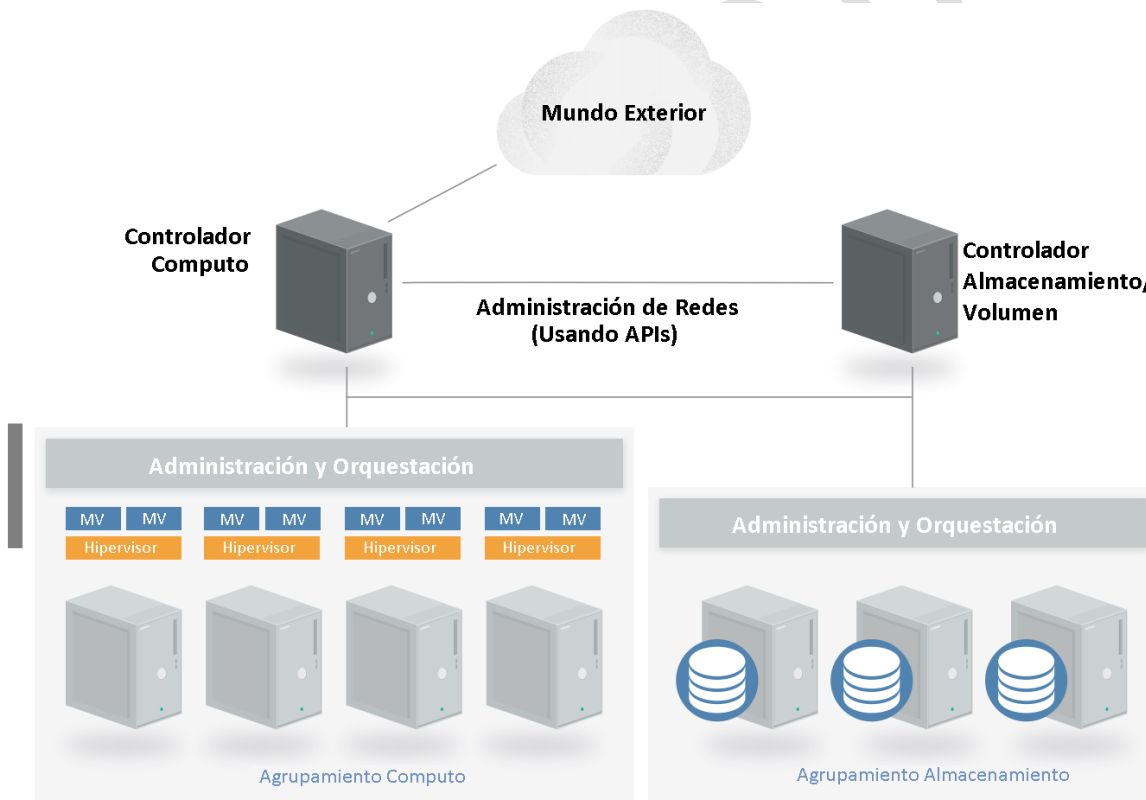 Mundo Exterior
Controlador
Computo
Controlador
Almacenamiento/
Volumen
Administración de Redes
(Usando APIs)
Administración y Orquestación
MV MV MV MV MV MV MV MV
Hipervisor Hipervisor Hipervisor Hipervisor
Administración y Orquestación
Agrupamiento Computo
Agrupamiento Almacenamiento